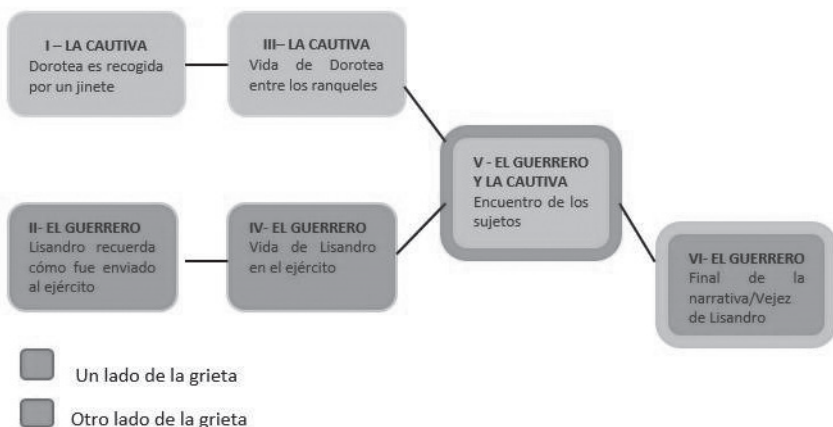 I – LA CAUTIVA
Dorotea es recogida
por un jinete
III– LA CAUTIVA
Vida de Dorotea
entre los ranqueles
V - EL GUERRERO
Y LA CAUTIVA
Encuentro de los
sujetos
II- EL GUERRERO
Lisandro recuerda
cómo fue enviado
al ejército
IV- EL GUERRERO
Vida de Lisandro
en el ejército
VI- EL GUERRERO
Final de la
narrativa/Vejez
de Lisandro
Un lado de la grieta
Otro lado de la grieta